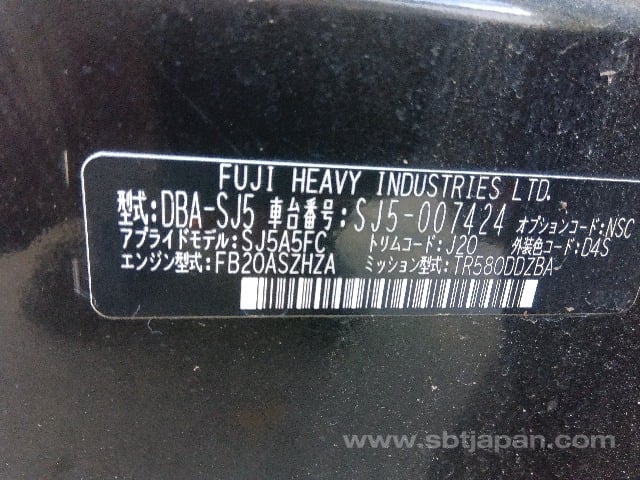 FUJI HEAVY INDUSTRIES LTD.
型式:DBA-SJ5 車台番号:SJ5-007424 オプションコード:NSC
アプライドモデル:SJ5A5FC トリムコード:J20 外装色コード:D4S
エンジン型式:FB20ASZHZA ミッション型式:TR580DDZBA
www.sbtjapan.com